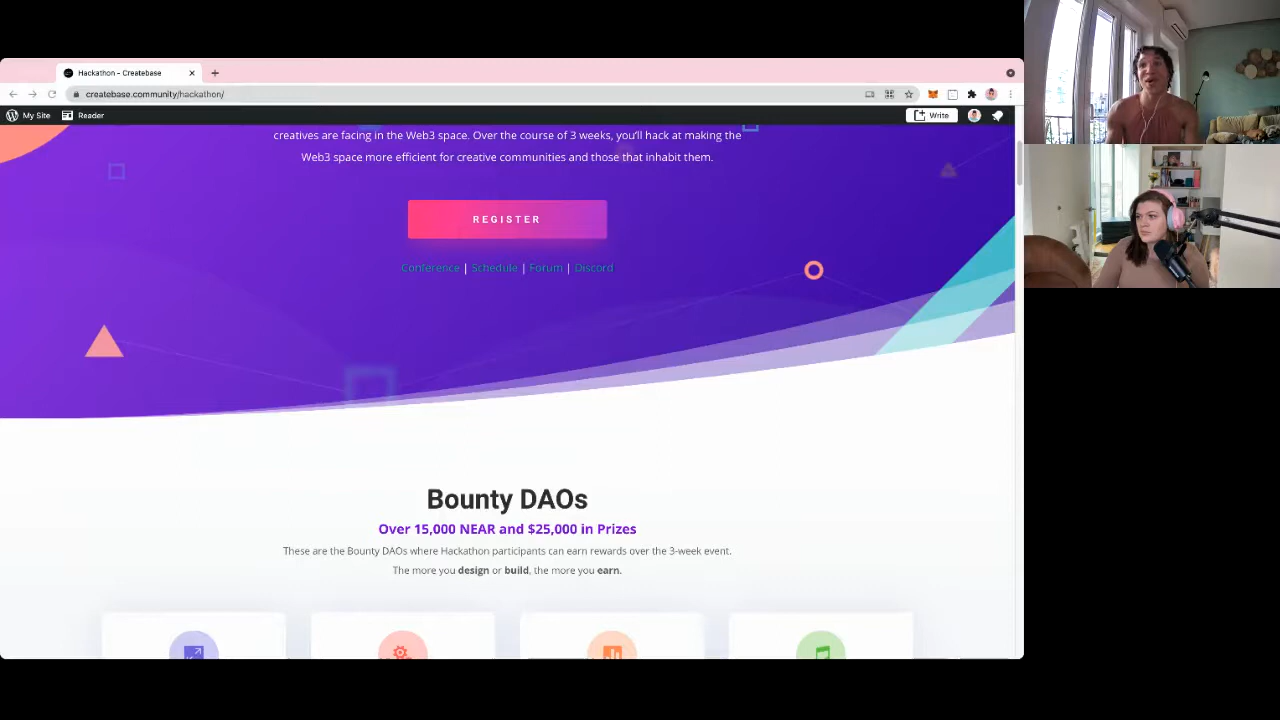 Hackathon - Createbase
createbase.community/hackathon/
My Site
Reader
Write
creatives are facing in the Web3 space. Over the course of 3 weeks, you'll hack at making the
Web3 space more efficient for creative communities and those that inhabit them.
REGISTER
Conference | Schedule | Forum | Discord
Bounty DAOs
Over 15,000 NEAR and $25,000 in Prizes
These are the Bounty DAOs where Hackathon participants can earn rewards over the 3-week event.
The more you design or build, the more you earn.